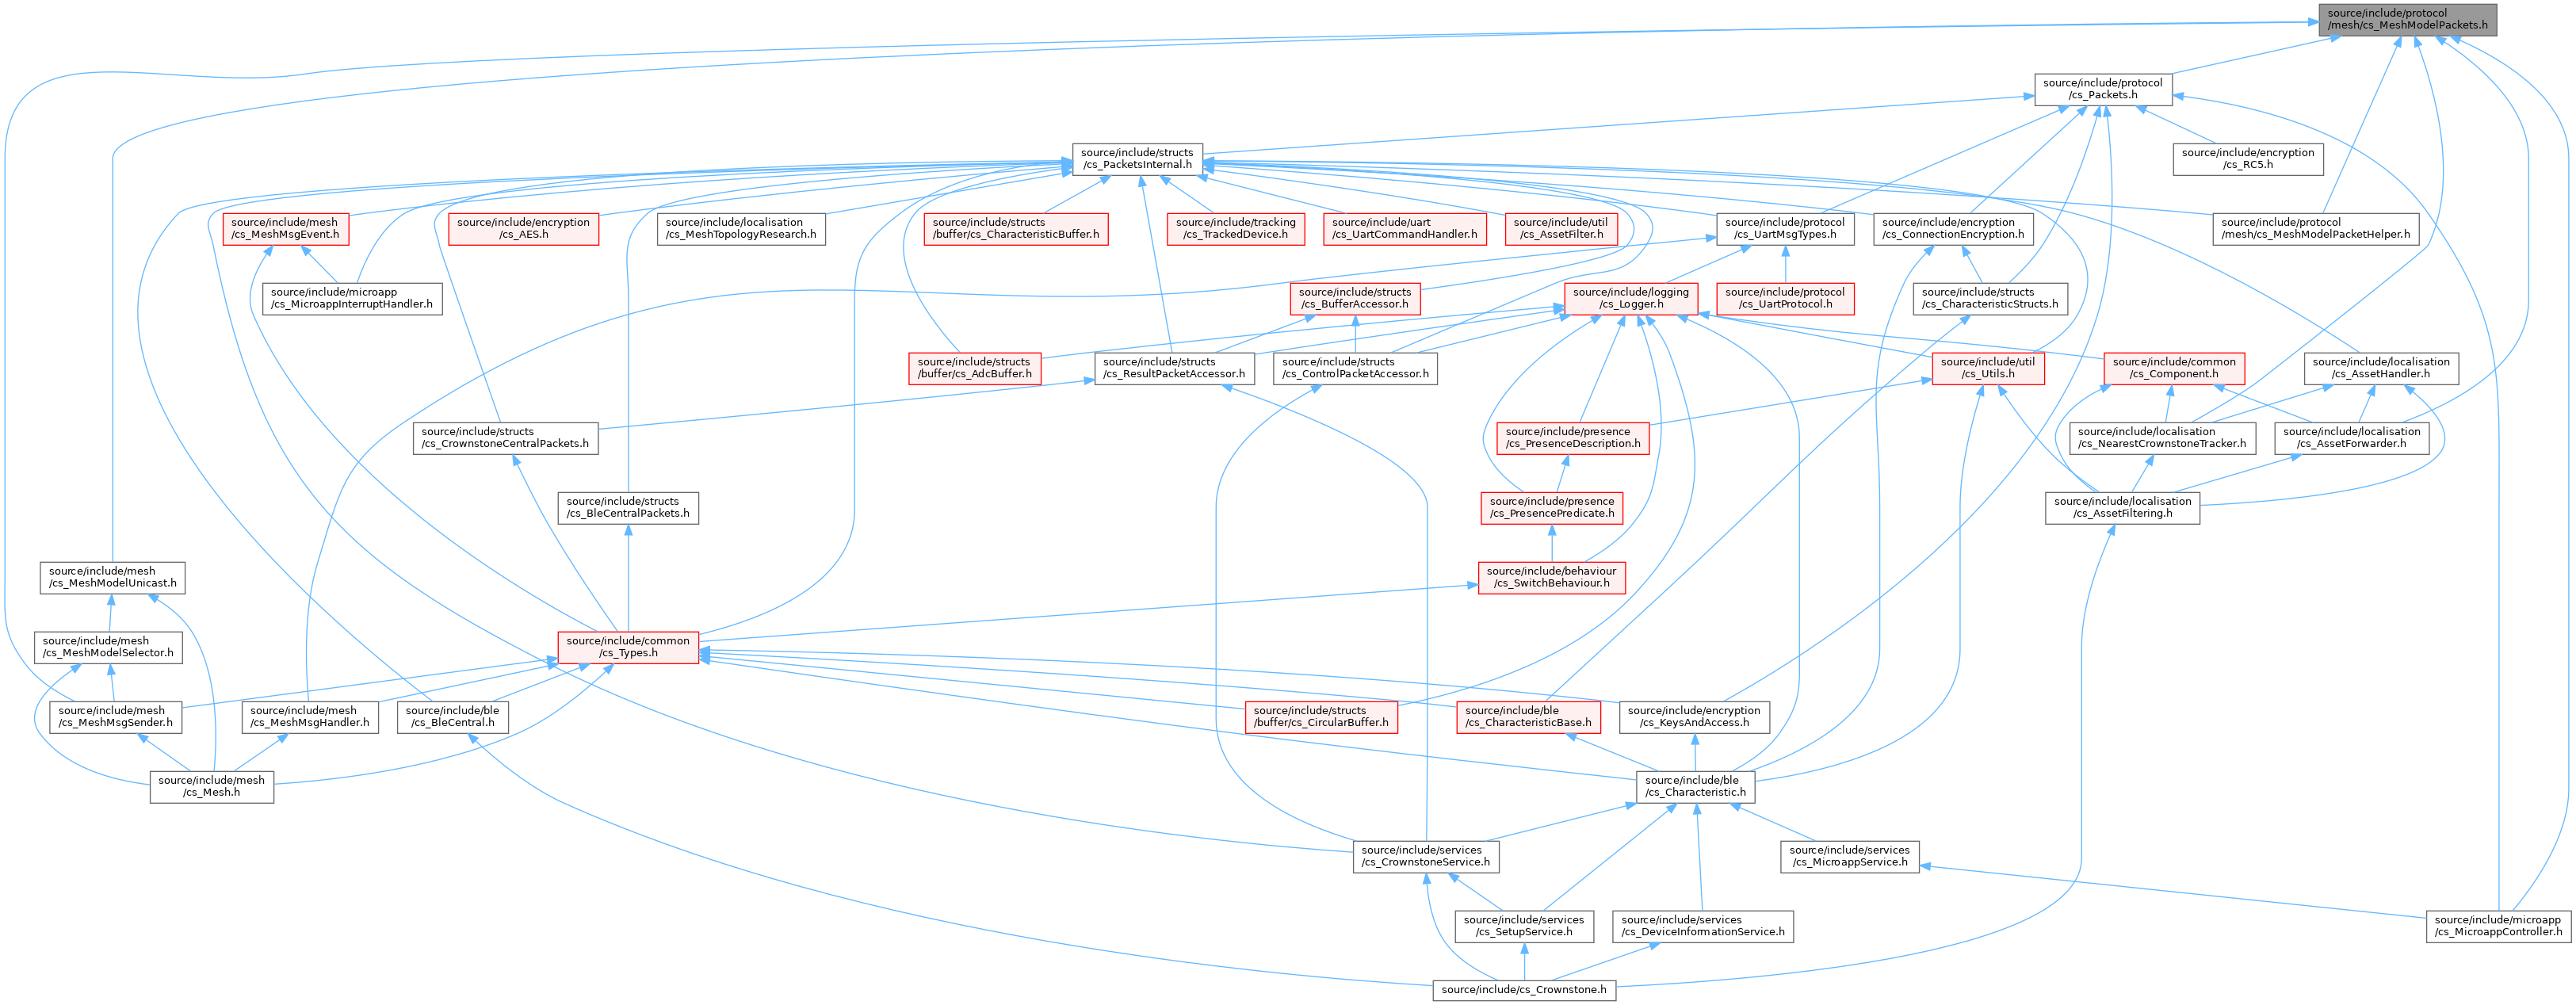 source/include/protocol
/mesh/cs_MeshModelPackets.h
source/include/protocol
/cs_Packets.h
source/include/structs
/cs_PacketsInternal.h
source/include/encryption
/cs_RC5.h
source/include/mesh
/cs_MeshMsgEvent.h
source/include/encryption
/cs_AES.h
source/include/localisation
/cs_MeshTopologyResearch.h
source/include/structs
/buffer/cs_CharacteristicBuffer.h
source/include/tracking
/cs_TrackedDevice.h
source/include/uart
/cs_UartCommandHandler.h
source/include/util
/cs_AssetFilter.h
source/include/protocol
/cs_UartMsgTypes.h
source/include/encryption
/cs_ConnectionEncryption.h
source/include/protocol
/mesh/cs_MeshModelPacketHelper.h
source/include/microapp
/cs_MicroappInterruptHandler.h
source/include/structs
/cs_BufferAccessor.h
source/include/logging
/cs_Logger.h
source/include/protocol
/cs_UartProtocol.h
source/include/structs
/cs_CharacteristicStructs.h
source/include/structs
/buffer/cs_AdcBuffer.h
source/include/structs
/cs_ResultPacketAccessor.h
source/include/structs
/cs_ControlPacketAccessor.h
source/include/util
/cs_Utils.h
source/include/common
/cs_Component.h
source/include/localisation
/cs_AssetHandler.h
source/include/structs
/cs_CrownstoneCentralPackets.h
source/include/presence
/cs_PresenceDescription.h
source/include/localisation
/cs_NearestCrownstoneTracker.h
source/include/localisation
/cs_AssetForwarder.h
source/include/structs
/cs_BleCentralPackets.h
source/include/presence
/cs_PresencePredicate.h
source/include/localisation
/cs_AssetFiltering.h
source/include/mesh
/cs_MeshModelUnicast.h
source/include/behaviour
/cs_SwitchBehaviour.h
source/include/mesh
/cs_MeshModelSelector.h
source/include/common
/cs_Types.h
source/include/mesh
/cs_MeshMsgSender.h
source/include/mesh
/cs_MeshMsgHandler.h
source/include/ble
/cs_BleCentral.h
source/include/structs
/buffer/cs_CircularBuffer.h
source/include/ble
/cs_CharacteristicBase.h
source/include/encryption
/cs_KeysAndAccess.h
source/include/mesh
/cs_Mesh.h
source/include/ble
/cs_Characteristic.h
source/include/services
/cs_CrownstoneService.h
source/include/services
/cs_MicroappService.h
source/include/services
/cs_SetupService.h
source/include/services
/cs_DeviceInformationService.h
source/include/microapp
/cs_MicroappController.h
source/include/cs_Crownstone.h